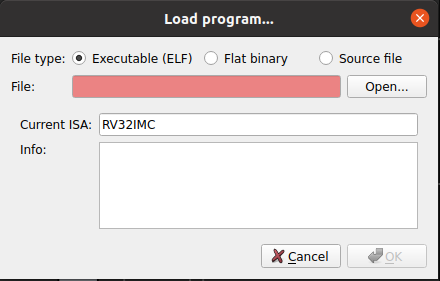 Load program...
File type: Executable (ELF) Flat binary Source file
File: Open...
Current ISA: RV32IMC
Info:
Cancel OK